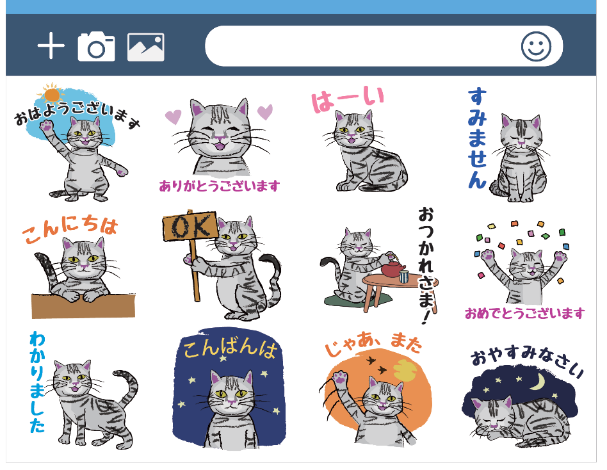 おはようございます
ありがとうございます
はーい
すみません
こんにちは
OK
おつかれさま！
おめでとうございます
わかりました
こんばんは
じゃあ、また
おやすみなさい